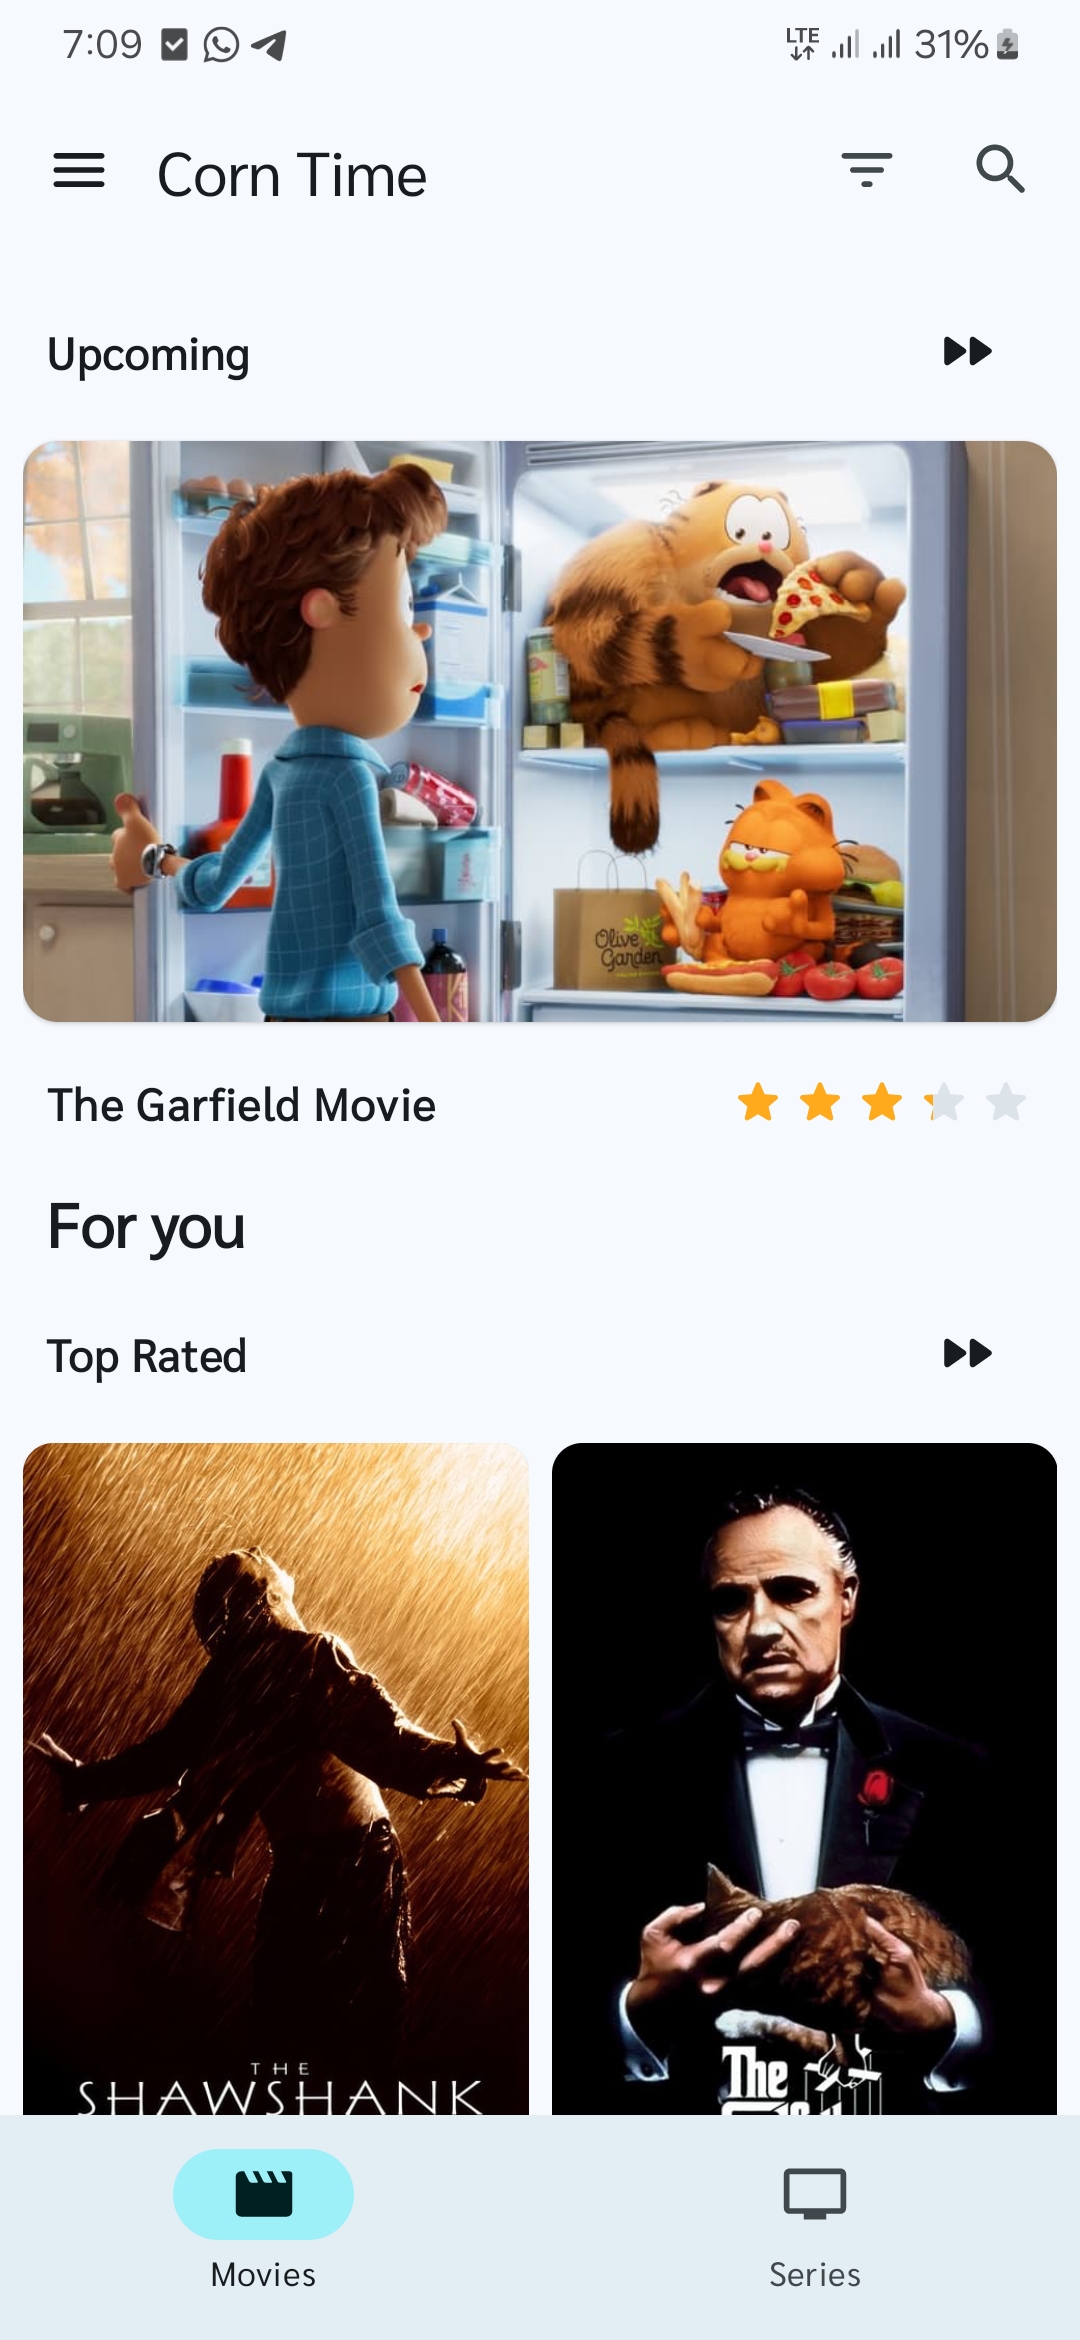 7:09
LTE
31%
Corn Time
Upcoming
Olive
Garden
The Garfield Movie
For you
Top Rated
THE
SHAWSHANK
The
Movies
Series